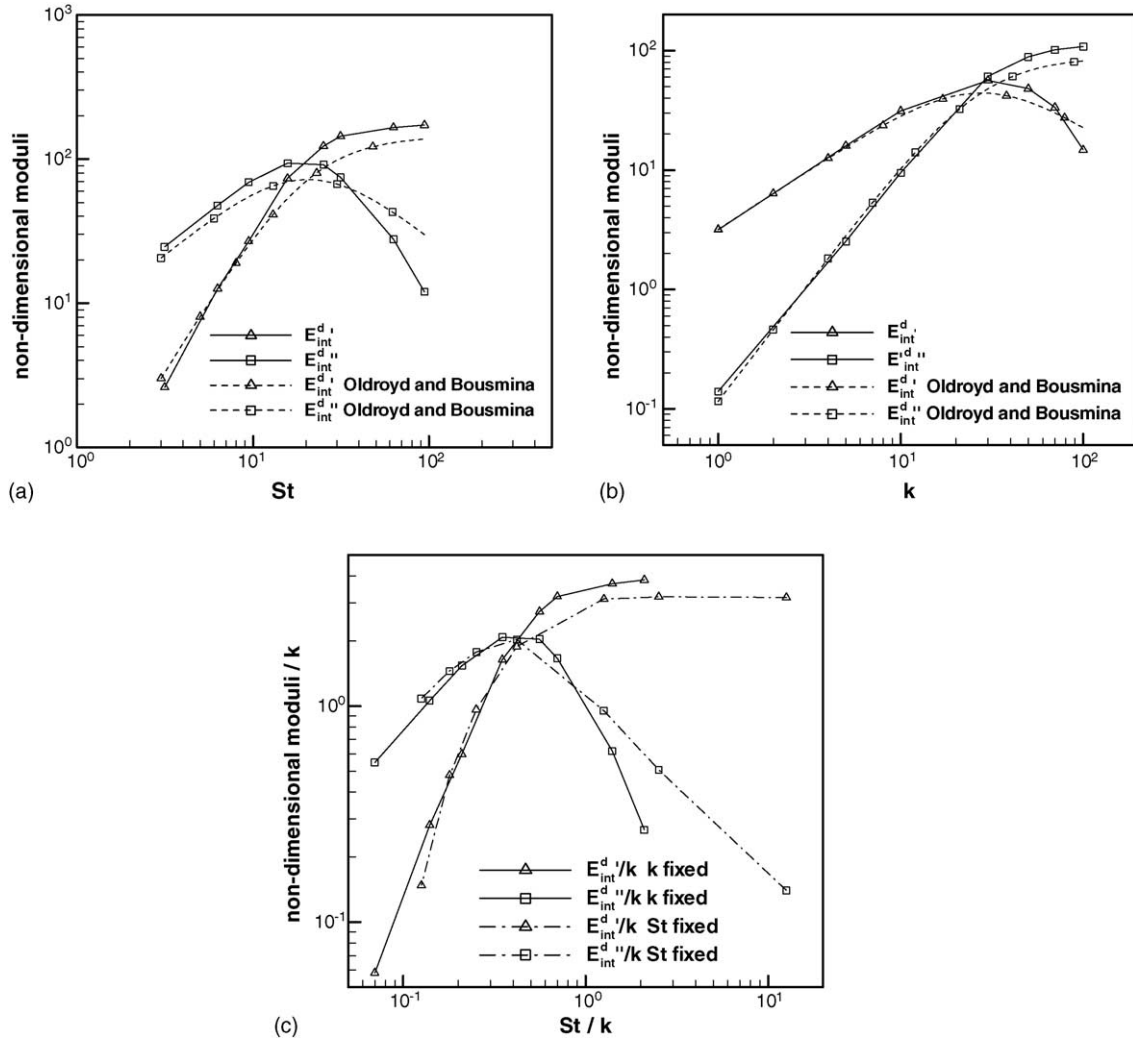 10³
10²
10¹
10⁰
non-dimensional moduli
E^d_int'
E^d_int''
E^d_int' Oldroyd and Bousmina
E^d_int'' Oldroyd and Bousmina
10⁰ 10¹ 10²
(a) St
10²
10¹
10⁰
10⁻¹
non-dimensional moduli
E^d_int'
E'^d_int''
E^d_int' Oldroyd and Bousmina
E^d_int'' Oldroyd and Bousmina
10⁰ 10¹ 10²
(b) k
10⁰
10⁻¹
non-dimensional moduli / k
E^d_int'/k k fixed
E^d_int''/k k fixed
E^d_int'/k St fixed
E^d_int''/k St fixed
10⁻¹ 10⁰ 10¹
(c) St / k